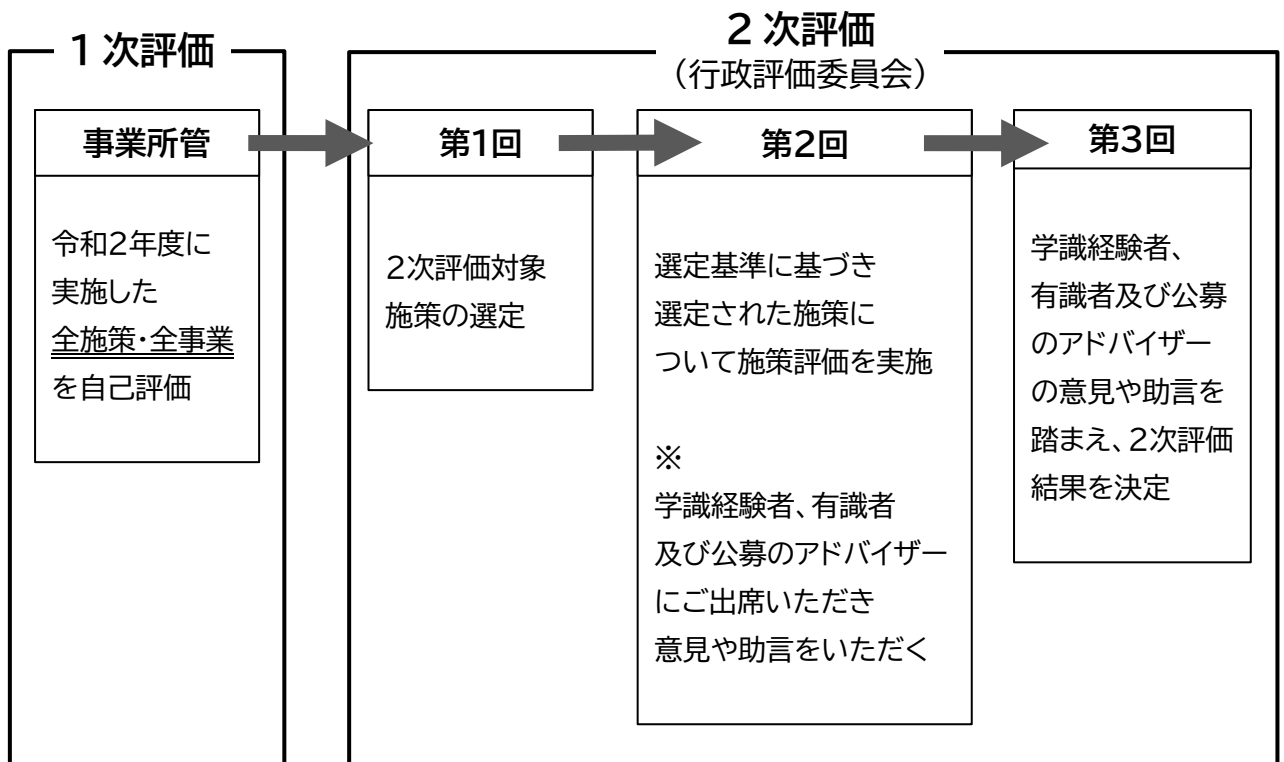 1次評価
事業所管
令和2年度に
実施した
全施策・全事業
を自己評価
2次評価
（行政評価委員会）
第1回
2次評価対象
施策の選定
第2回
選定基準に基づき
選定された施策に
ついて施策評価を実施
※
学識経験者、有識者
及び公募のアドバイザー
にご出席いただき
意見や助言をいただく
第3回
学識経験者、
有識者及び公募
のアドバイザー
の意見や助言を
踏まえ、2次評価
結果を決定